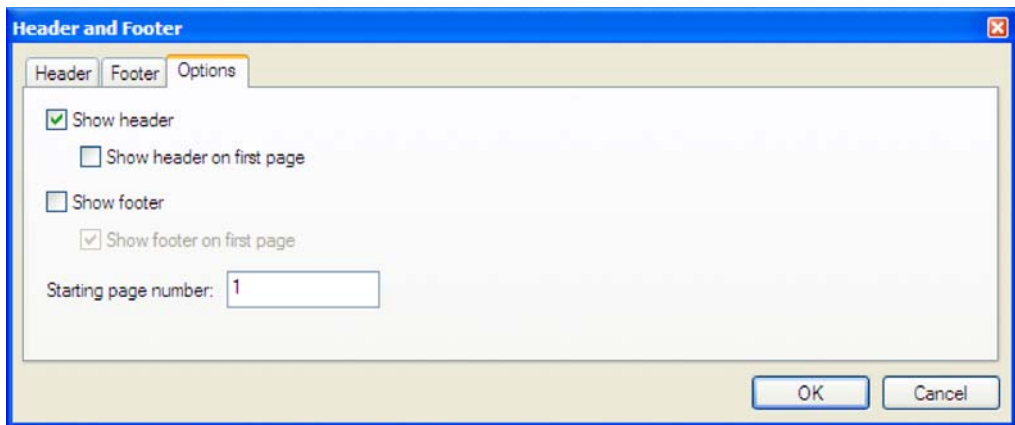 Header and Footer
Header Footer Options
Show header
Show header on first page
Show footer
Show footer on first page
Starting page number: 1
OK Cancel